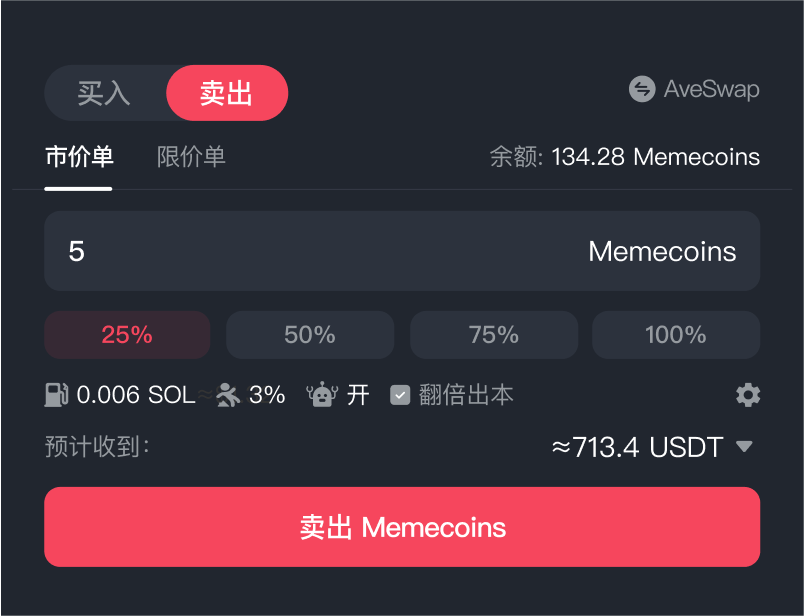 买入 卖出 AveSwap
市价单 限价单 余额: 134.28 Memecoins
5 Memecoins
25% 50% 75% 100%
0.006 SOL 3% 开 翻倍出本
预计收到: ≈713.4 USDT
卖出 Memecoins